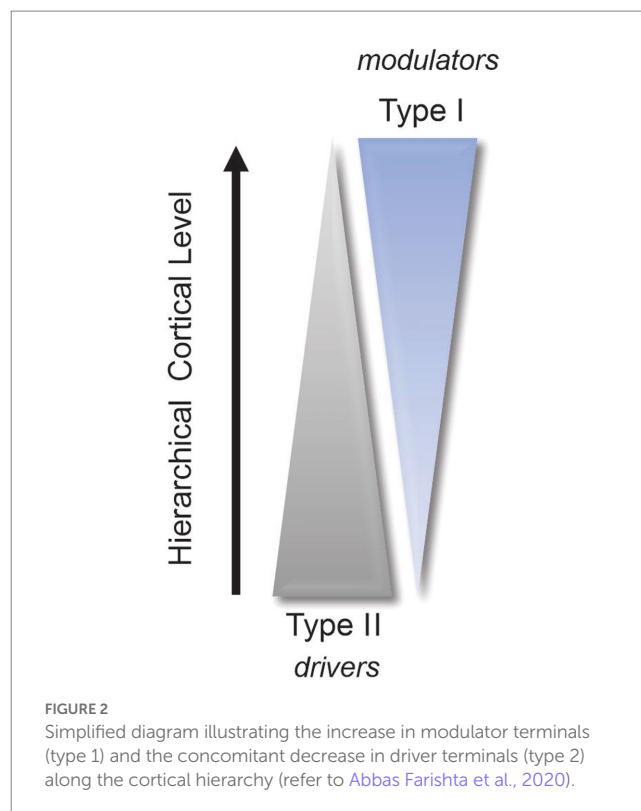 modulators
Type I
Hierarchical Cortical Level
Type II
drivers
FIGURE 2
Simplified diagram illustrating the increase in modulator terminals
(type 1) and the concomitant decrease in driver terminals (type 2)
along the cortical hierarchy (refer to Abbas Farishta et al., 2020).